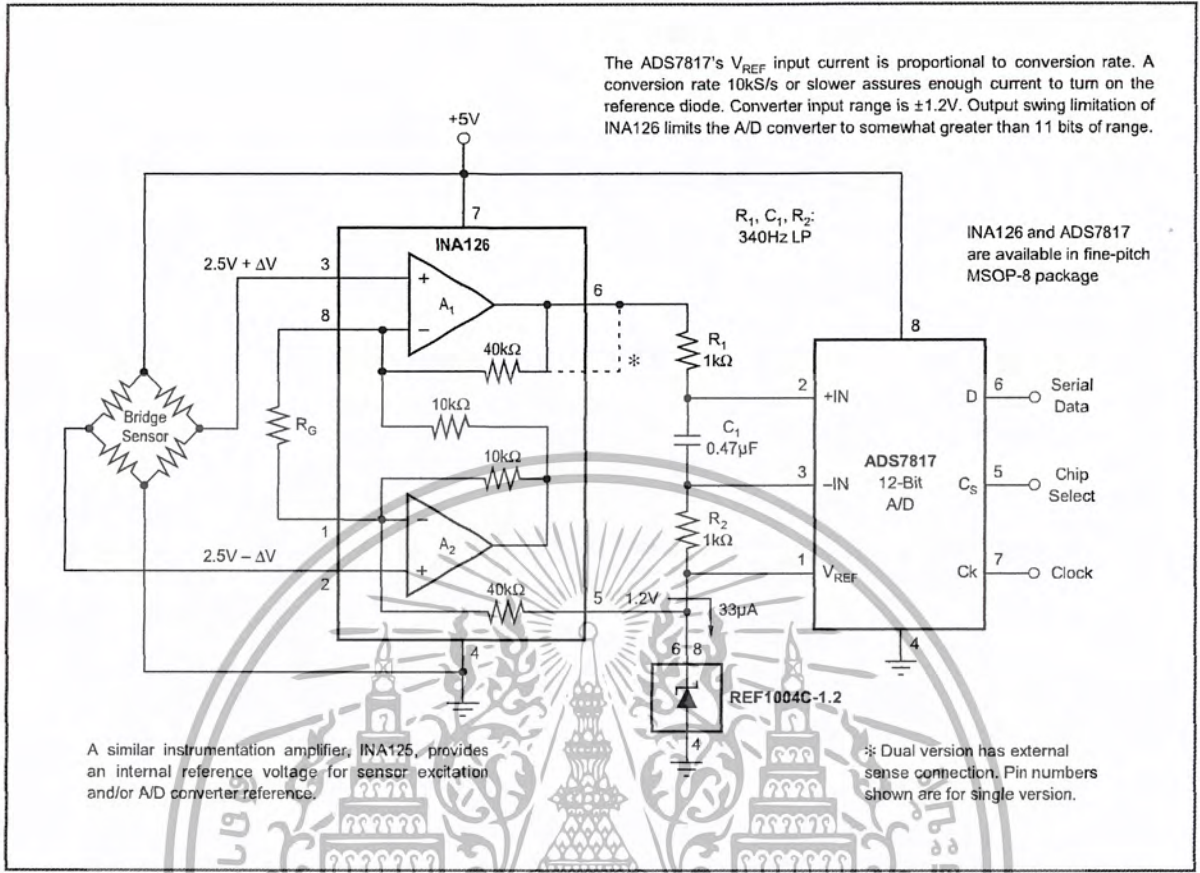 The ADS7817's VREF input current is proportional to conversion rate. A
conversion rate 10kS/s or slower assures enough current to turn on the
reference diode. Converter input range is ±1.2V. Output swing limitation of
INA126 limits the A/D converter to somewhat greater than 11 bits of range.
+5V
7
INA126
R1, C1, R2:
340Hz LP
INA126 and ADS7817
are available in fine-pitch
MSOP-8 package
2.5V + ΔV
3
+
A1
–
8
6
40kΩ
*
R1
1kΩ
8
2
+IN
D
6
Serial
Data
Bridge
Sensor
RG
10kΩ
C1
0.47µF
10kΩ
3
–IN
ADS7817
12-Bit
A/D
CS
5
Chip
Select
1
–
A2
+
R2
1kΩ
2.5V – ΔV
2
40kΩ
5
1.2V
33µA
1
VREF
Ck
7
Clock
4
4
6–8
REF1004C-1.2
4
A similar instrumentation amplifier, INA125, provides
an internal reference voltage for sensor excitation
and/or A/D converter reference.
* Dual version has external
sense connection. Pin numbers
shown are for single version.